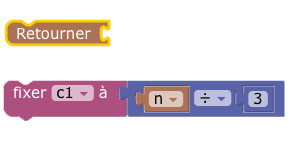 Retourner
fixer c1 à n ÷ 3